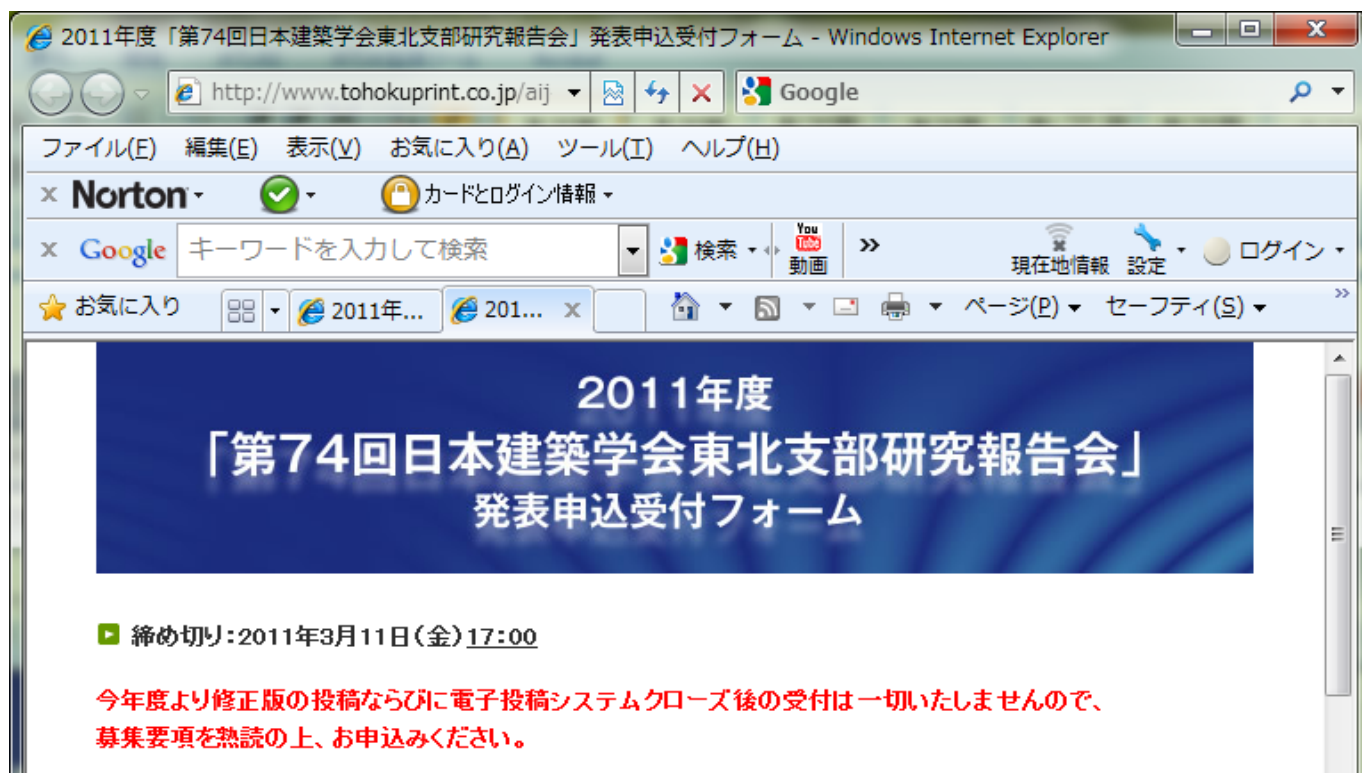 2011年度「第74回日本建築学会東北支部研究報告会」発表申込受付フォーム - Windows Internet Explorer
http://www.tohokuprint.co.jp/aij
Google
ファイル(F) 編集(E) 表示(V) お気に入り(A) ツール(T) ヘルプ(H)
x Norton カードとログイン情報
x Google キーワードを入力して検索 検索 You Tube 動画 » 現在地情報 設定 ログイン
お気に入り 2011年... 201... x ページ(P) セーフティ(S) »
2011年度
「第74回日本建築学会東北支部研究報告会」
発表申込受付フォーム
締め切り:2011年3月11日(金)17:00
今年度より修正版の投稿ならびに電子投稿システムクローズ後の受付は一切いたしませんので、
募集要項を熟読の上、お申込みください。